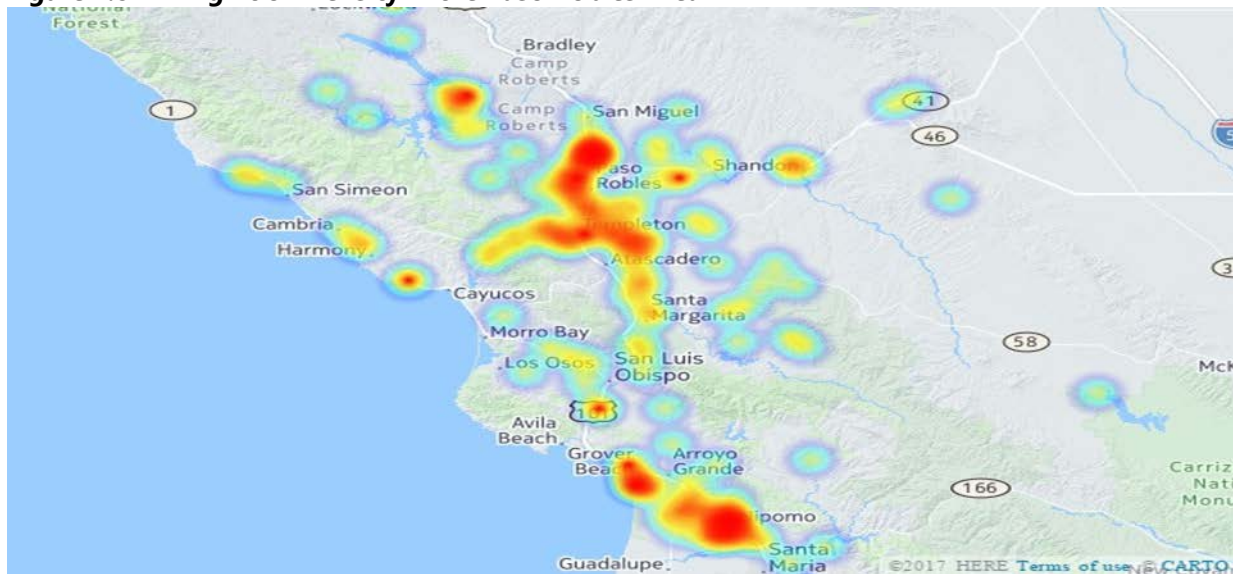 National
Forest
Bradley
Camp
Roberts
1
Camp
Roberts
San Miguel
41
46
5
Paso
Robles
Shandon
San Simeon
Cambria
Templeton
Harmony
Atascadero
Cayucos
Santa
Margarita
Morro Bay
58
Los Osos
San Luis
Obispo
101
Avila
Beach
Grover
Beach
Arroyo
Grande
166
Nipomo
Guadalupe
Santa
Maria
©2017 HERE Terms of use © CARTO